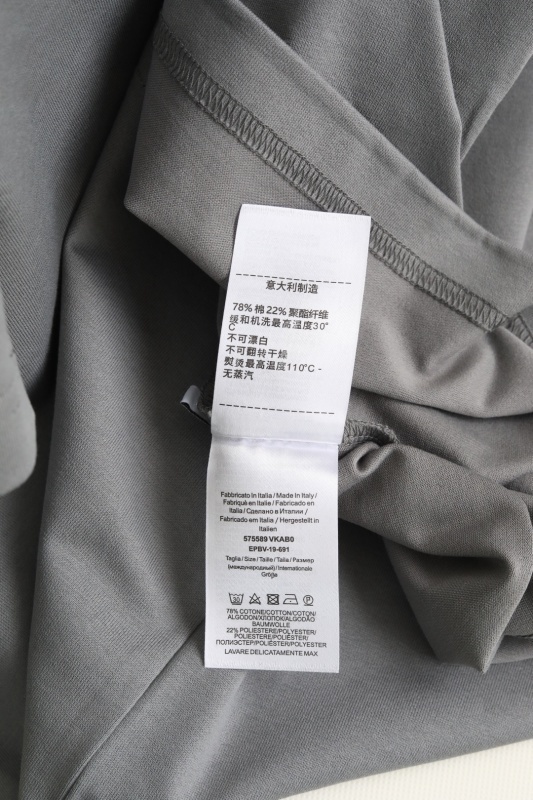 意大利制造
78% 棉 22% 聚酯纤维
缓和机洗最高温度30°
C
不可漂白
不可翻转干燥
熨烫最高温度110°C -
无蒸汽
Fabbricato In Italia / Made In Italy /
Fabriqué en Italie / Fabricado en
Italia / Сделано в Италии /
Fabricado em Italia / Hergestellt in
Italien
575589 VKAB0
EPBV-19-691
Taglia / Size / Taille / Talla / Размер
(международный) / Internationale
Größe
30
P
78% COTONE/COTTON/COTON/
ALGODON/ХЛОПОК/ALGODÃO
BAUMWOLLE
22% POLIESTERE/POLYESTER/
POLYESTER/POLIESTER/
ПОЛИЭСТЕР/POLIÉSTER/POLYESTER
LAVARE DELICATAMENTE MAX